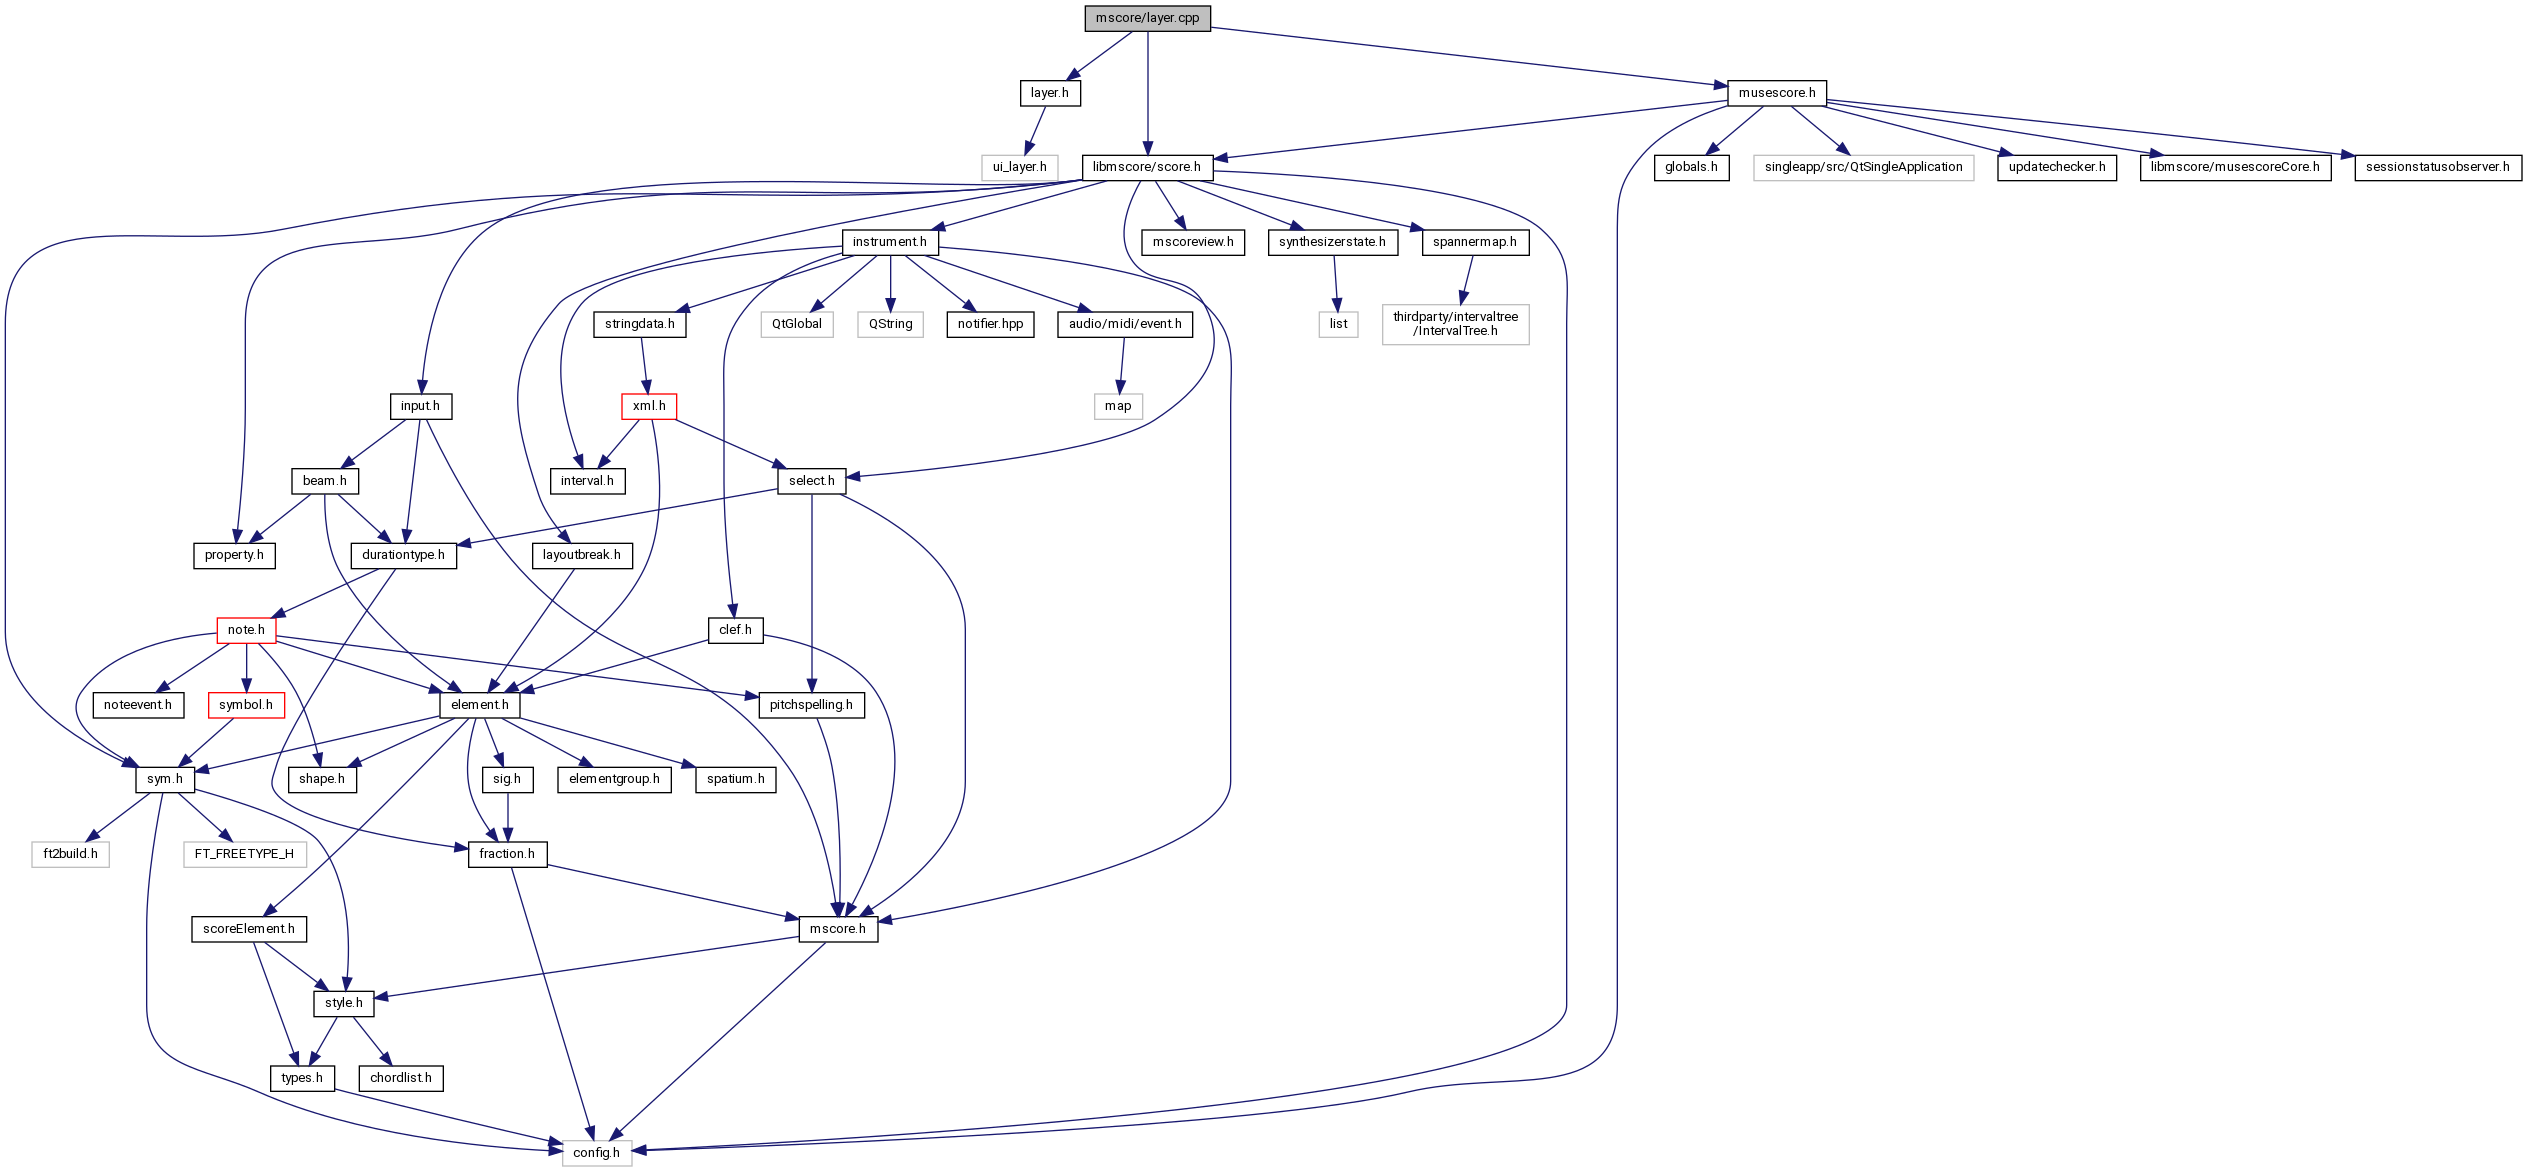 mscore/layer.cpp
layer.h
musescore.h
ui_layer.h
libmscore/score.h
globals.h
singleapp/src/QtSingleApplication
updatechecker.h
libmscore/musescoreCore.h
sessionstatusobserver.h
instrument.h
mscoreview.h
synthesizerstate.h
spannermap.h
stringdata.h
QtGlobal
QString
notifier.hpp
audio/midi/event.h
list
thirdparty/intervaltree
/IntervalTree.h
input.h
xml.h
map
beam.h
interval.h
select.h
property.h
durationtype.h
layoutbreak.h
note.h
clef.h
noteevent.h
symbol.h
element.h
pitchspelling.h
sym.h
shape.h
sig.h
elementgroup.h
spatium.h
ft2build.h
FT_FREETYPE_H
fraction.h
scoreElement.h
mscore.h
style.h
types.h
chordlist.h
config.h